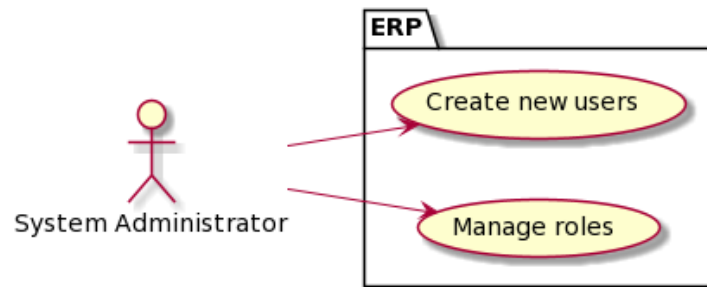 ERP
Create new users
System Administrator
Manage roles